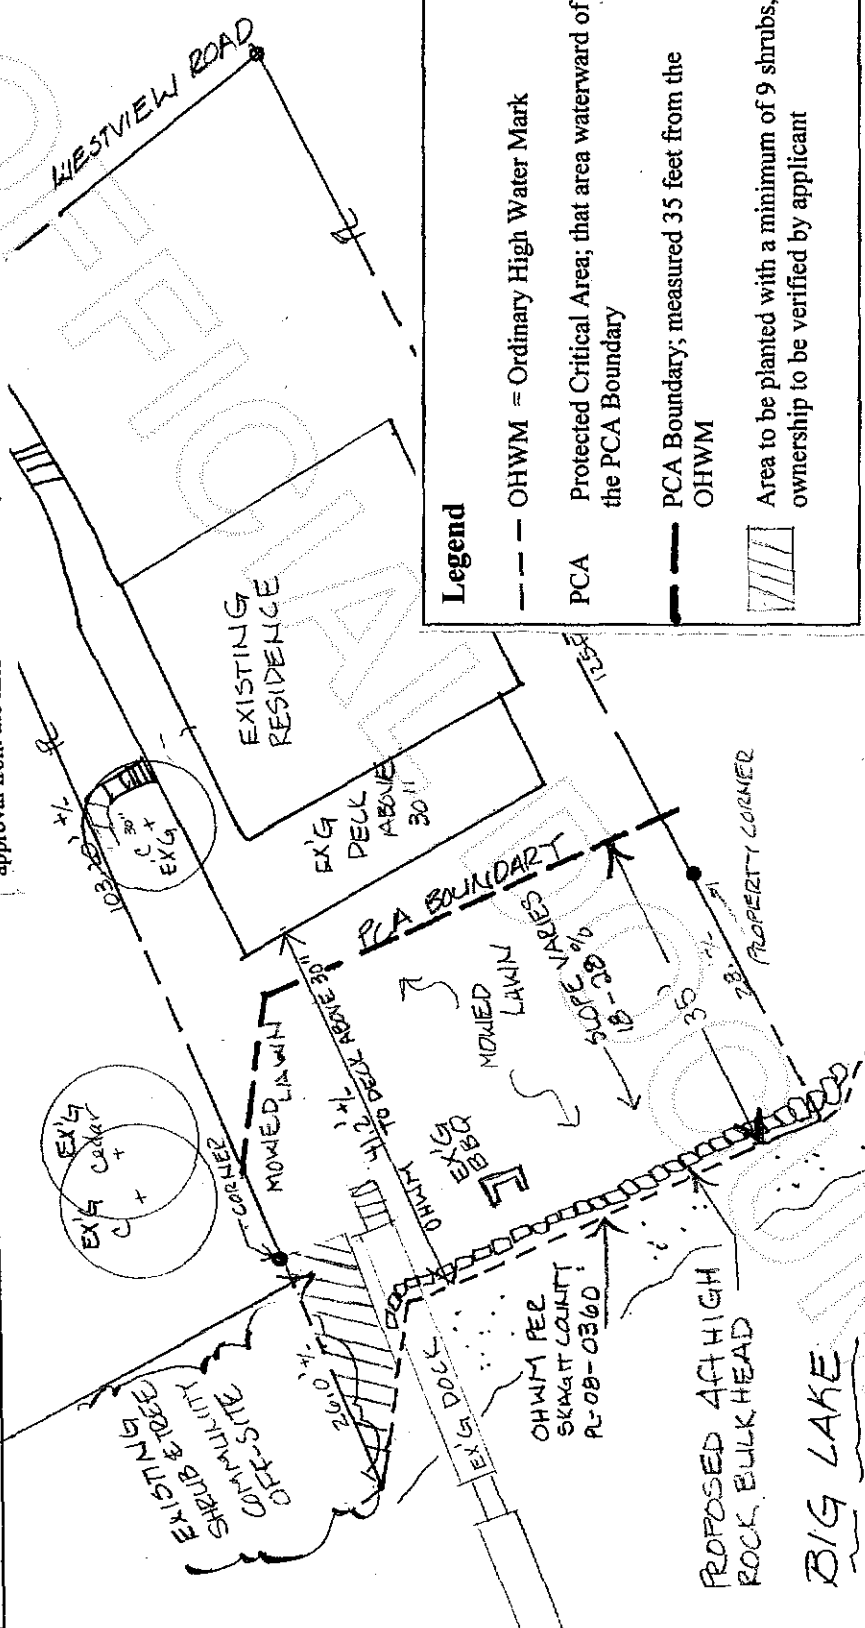 WESTVIEW ROAD
103.28' +/-
EX'G
C 30"
EXISTING
RESIDENCE
EX'G
DECK
ABOVE
30"
PCA BOUNDARY
EX'G
Cedar
EX'G
C
CORNER
MOWED LAWN
41.2' +/-
TO DECK ABOVE 30"
OHWM
EX'G
BBQ
MOWED
LAWN
SLOPE VARIES
18-28 %
35'
28' +/-
PROPERTY CORNER
EXISTING
SHRUB & TREE
COMMUNITY
OFF-SITE
26.0' +/-
EX'G DOCK
OHWM PER
SKAGIT COUNTY
PL-08-0360
PROPOSED 4ft HIGH
ROCK BULKHEAD
BIG LAKE
Legend
OHWM = Ordinary High Water Mark
PCA Protected Critical Area; that area waterward of
the PCA Boundary
PCA Boundary; measured 35 feet from the
OHWM
Area to be planted with a minimum of 9 shrubs,
ownership to be verified by applicant